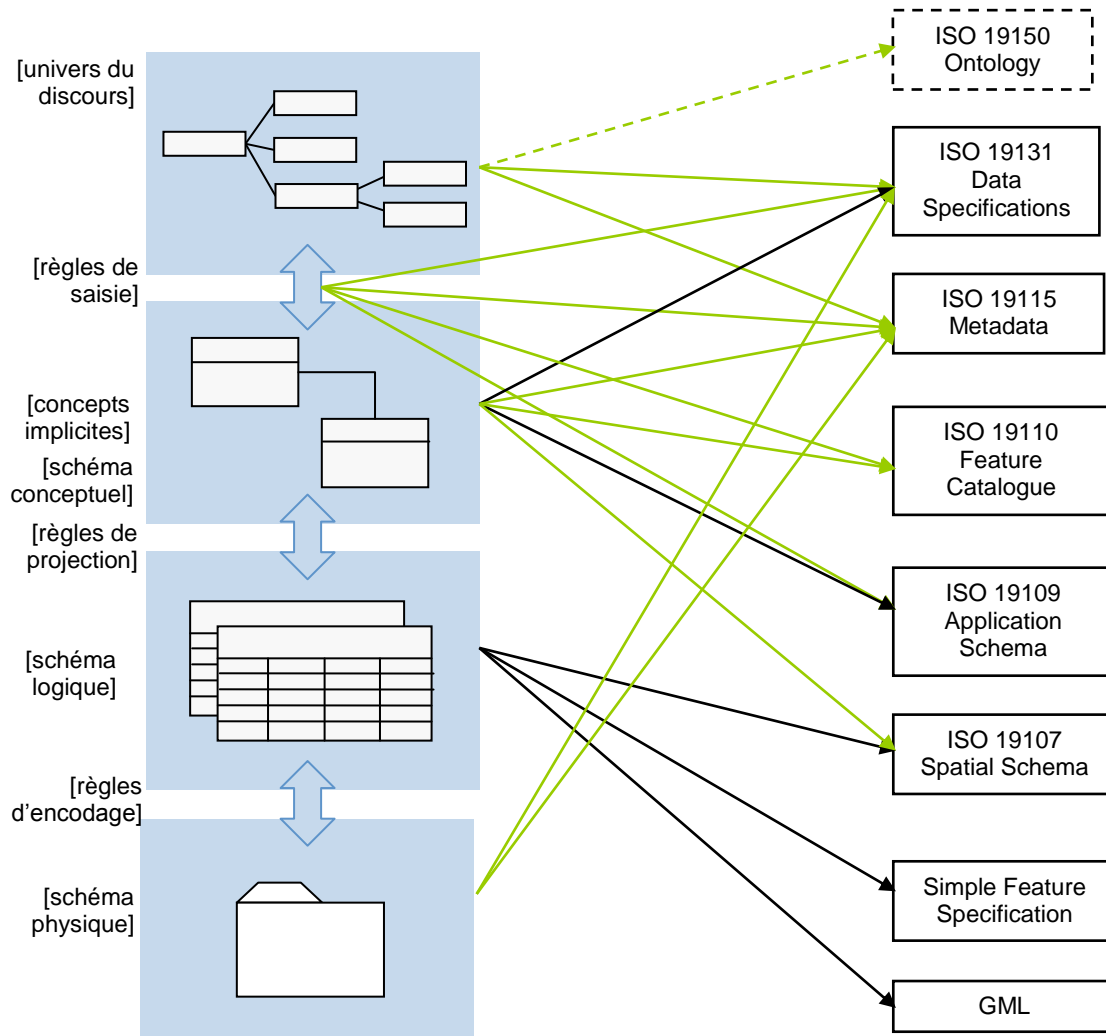 [univers du
discours]
[règles de
saisie]
[concepts
implicites]
[schéma
conceptuel]
[règles de
projection]
[schéma
logique]
[règles
d'encodage]
[schéma
physique]
ISO 19150
Ontology
ISO 19131
Data
Specifications
ISO 19115
Metadata
ISO 19110
Feature
Catalogue
ISO 19109
Application
Schema
ISO 19107
Spatial Schema
Simple Feature
Specification
GML